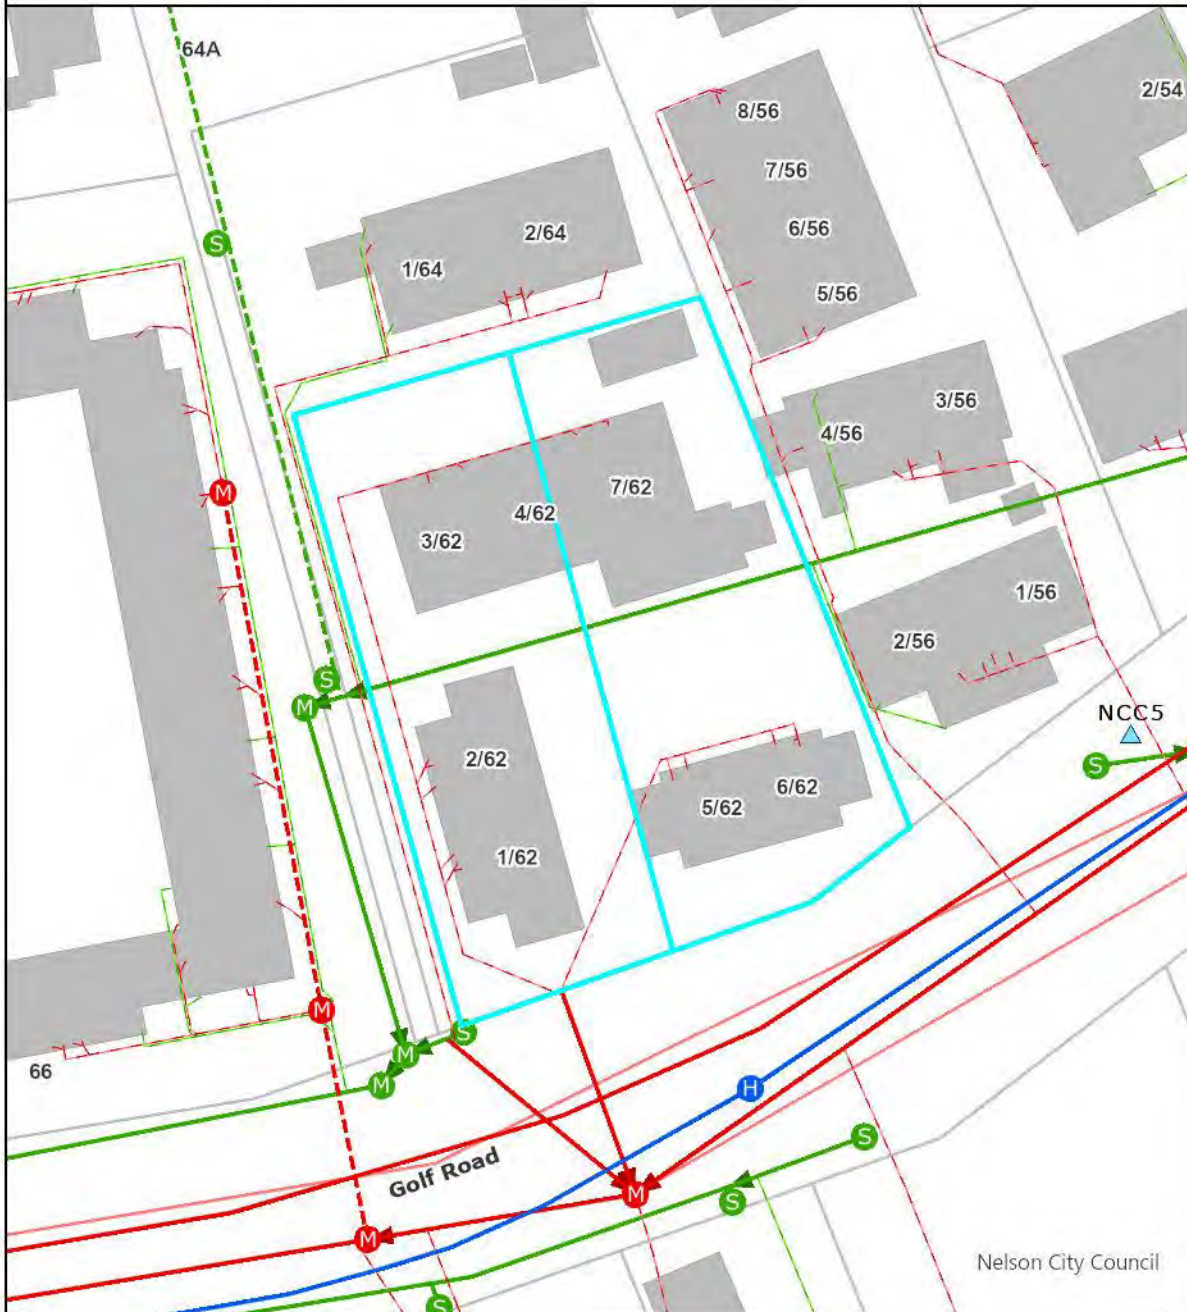 64A
8/56
2/54
7/56
2/64
6/56
1/64
5/56
3/56
4/56
S
7/62
M
4/62
3/62
1/56
2/56
S
M
NCC5
2/62
S
6/62
5/62
1/62
M
S
M
66
M
H
S
Golf Road
M
S
M
Nelson City Council
S